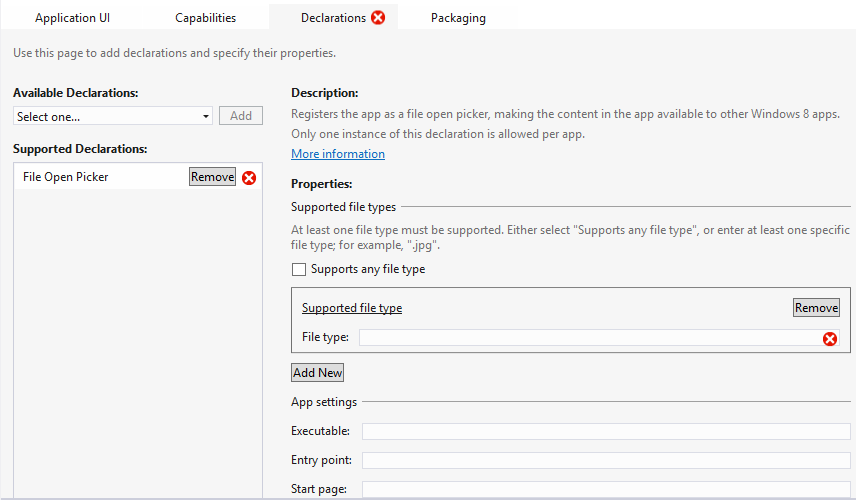 Application UI
Capabilities
Declarations
Packaging
Use this page to add declarations and specify their properties.
Available Declarations:
Select one...
Add
Supported Declarations:
File Open Picker
Remove
Description:
Registers the app as a file open picker, making the content in the app available to other Windows 8 apps.
Only one instance of this declaration is allowed per app.
More information
Properties:
Supported file types
At least one file type must be supported. Either select "Supports any file type", or enter at least one specific
file type; for example, ".jpg".
Supports any file type
Supported file type
Remove
File type:
Add New
App settings
Executable:
Entry point:
Start page: